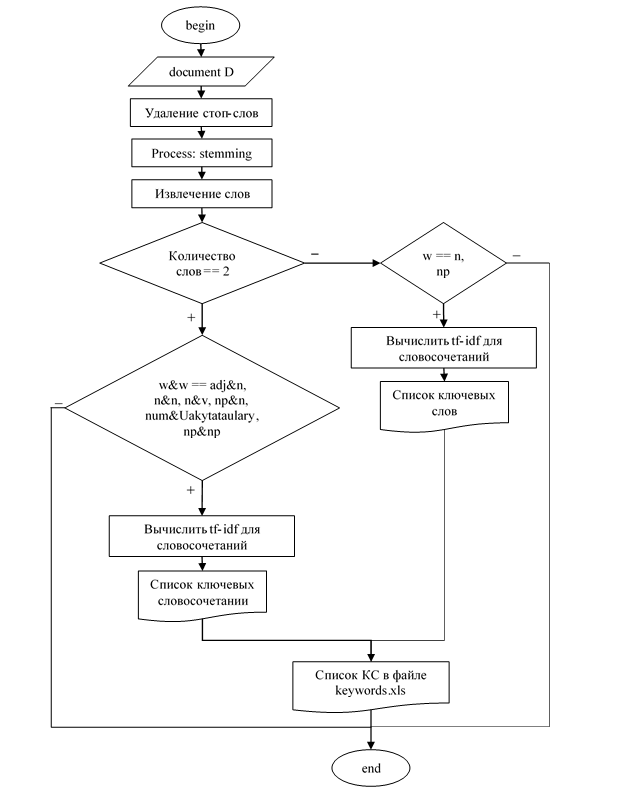 begin
document D
Удаление стоп-слов
Process: stemming
Извлечение слов
Количество
слов == 2
–
w == n,
np
–
+
+
Вычислить tf-idf для
словосочетаний
Список ключевых
слов
w&w == adj&n,
n&n, n&v, np&n,
num&Uakytataulary,
np&np
–
+
Вычислить tf-idf для
словосочетаний
Список ключевых
словосочетании
Список КС в файле
keywords.xls
end